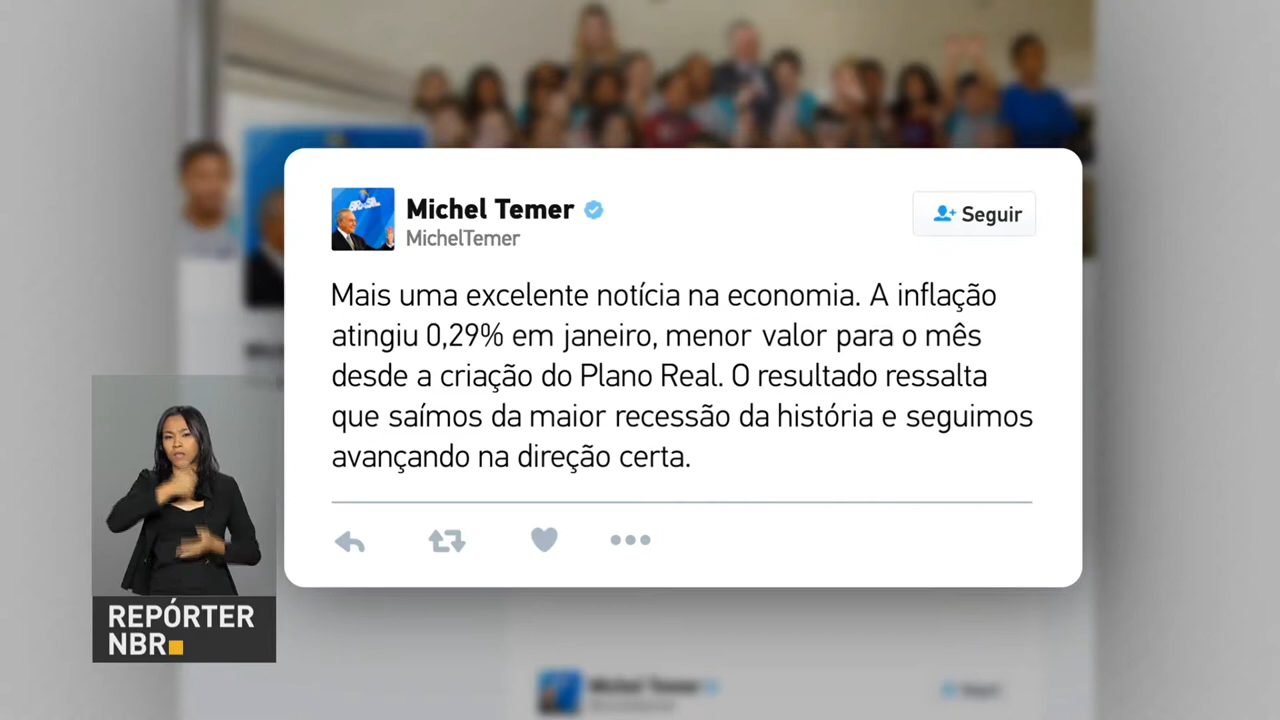 Michel Temer
MichelTemer
Seguir
Mais uma excelente notícia na economia. A inflação
atingiu 0,29% em janeiro, menor valor para o mês
desde a criação do Plano Real. O resultado ressalta
que saímos da maior recessão da história e seguimos
avançando na direção certa.
REPÓRTER
NBR
Michel Temer